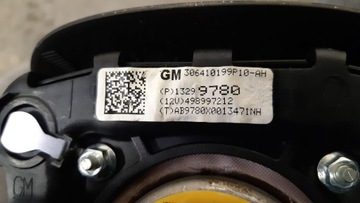 GM 306410199P10-AH
(P)1329 9780
(12V)498997212
(T)AB9780X001347INH
GM